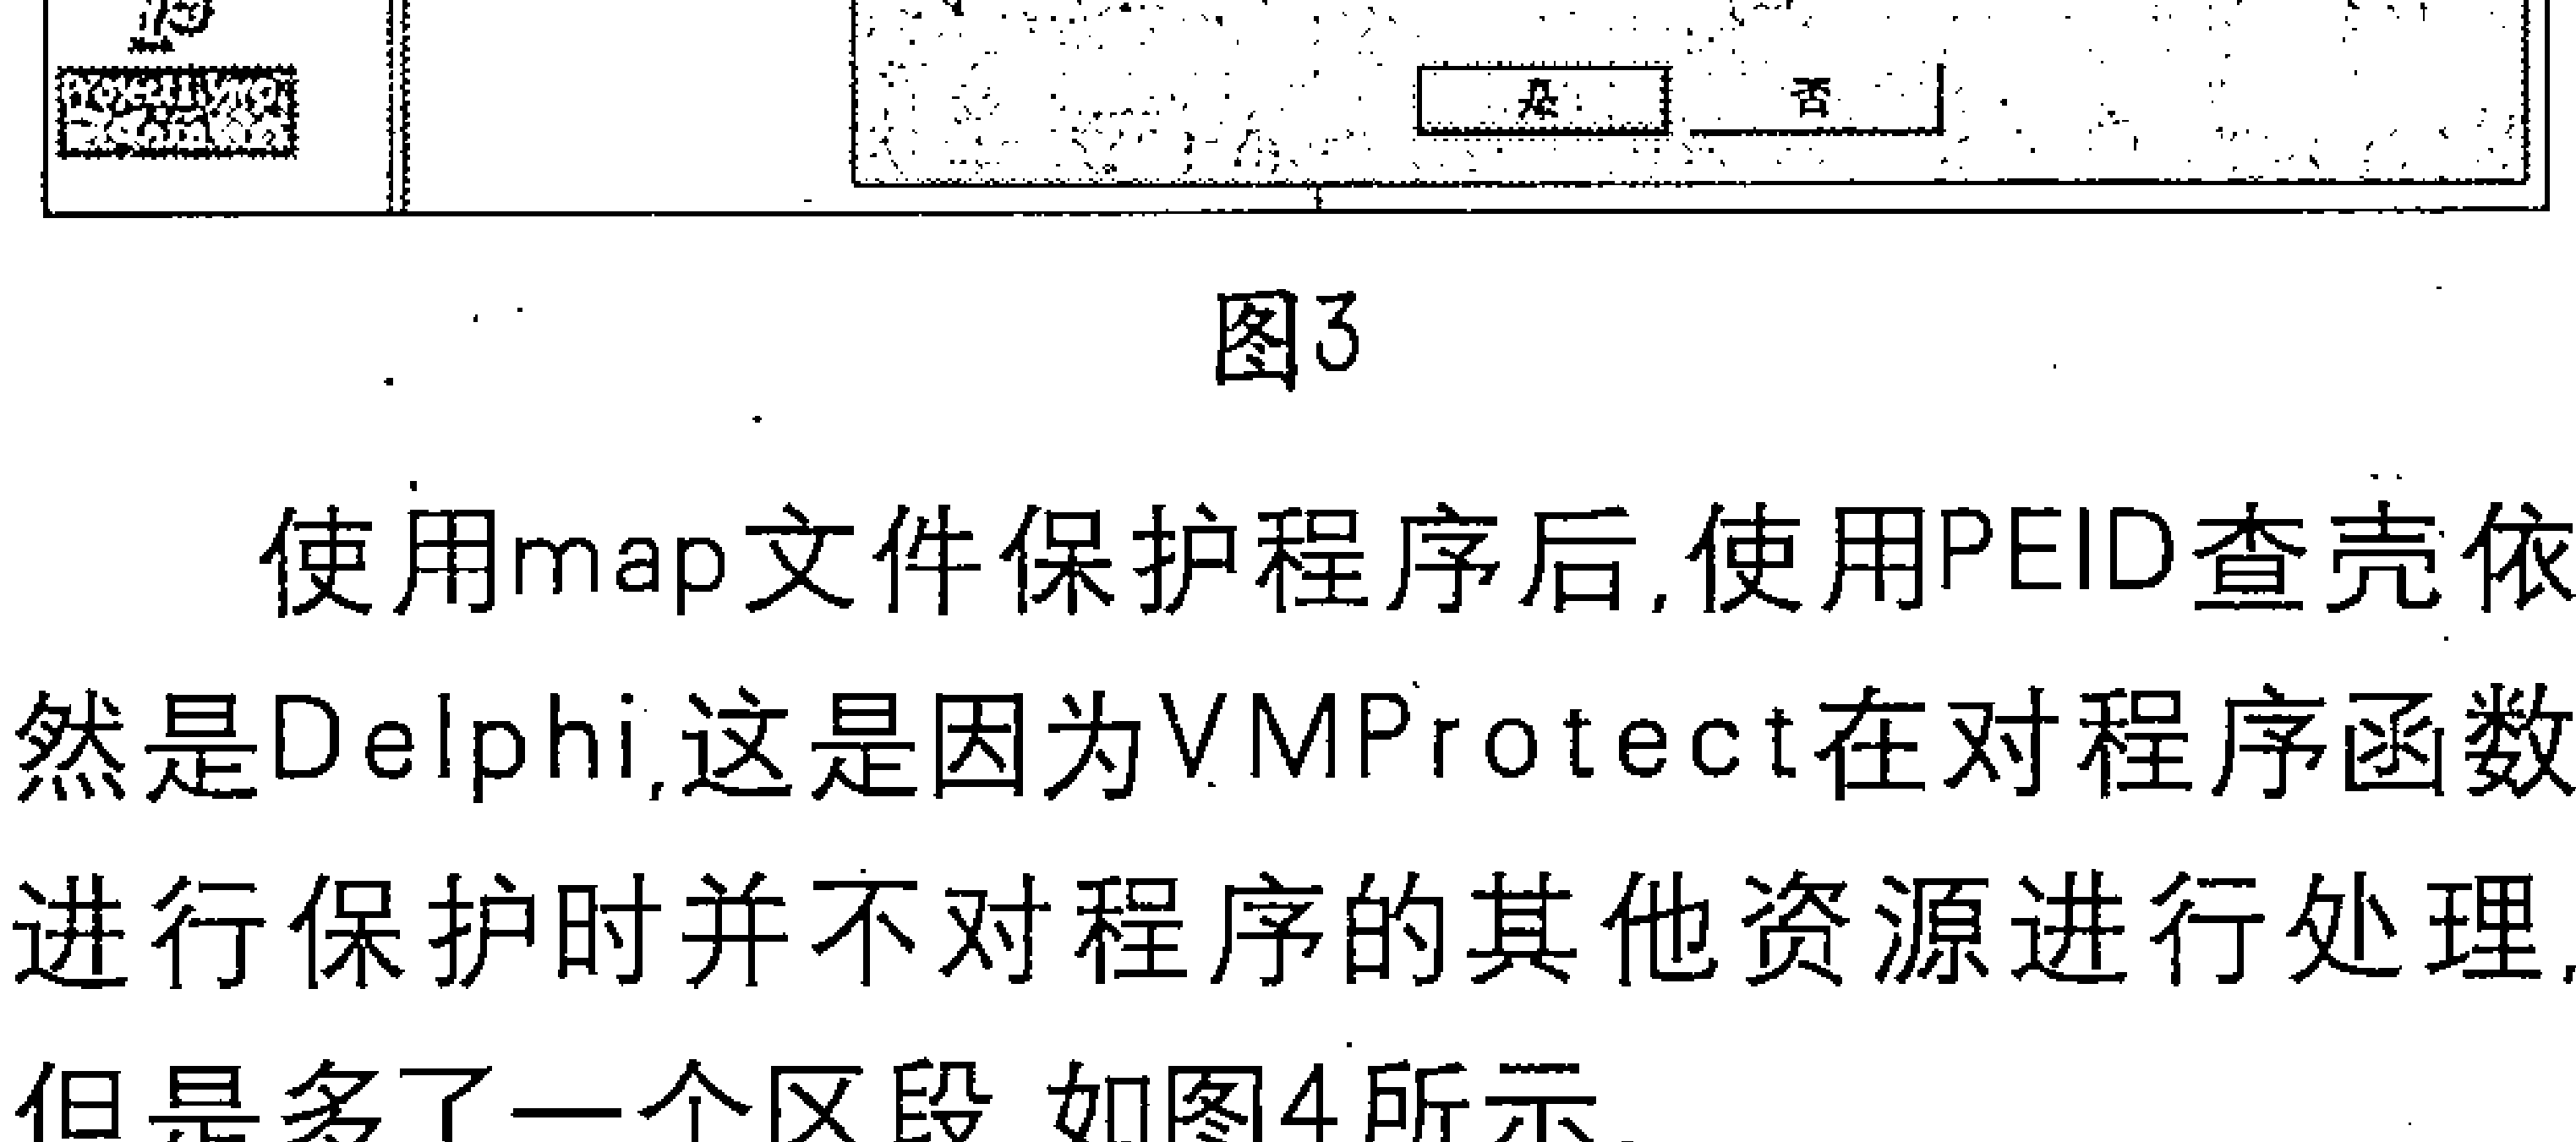 是 否
图3
使用map文件保护程序后,使用PEID查壳依
然是Delphi,这是因为VMProtect在对程序函数
进行保护时并不对程序的其他资源进行处理,
但是多了一个区段 如图4所示.